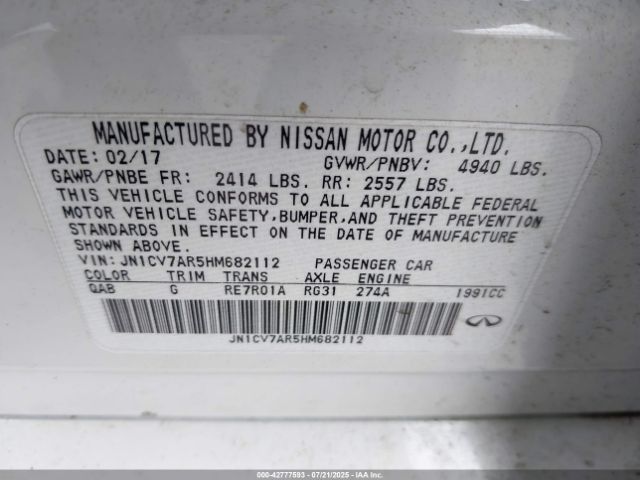 MANUFACTURED BY NISSAN MOTOR CO.,LTD.
DATE: 02/17 GVWR/PNBV: 4940 LBS.
GAWR/PNBE FR: 2414 LBS. RR: 2557 LBS.
THIS VEHICLE CONFORMS TO ALL APPLICABLE FEDERAL
MOTOR VEHICLE SAFETY,BUMPER,AND THEFT PREVENTION
STANDARDS IN EFFECT ON THE DATE OF MANUFACTURE
SHOWN ABOVE.
VIN: JN1CV7AR5HM682112 PASSENGER CAR
COLOR TRIM TRANS AXLE ENGINE
QAB G RE7R01A RG31 274A 1991CC
JN1CV7AR5HM682112
000-42777593 07/21/2025 IAAI.COM